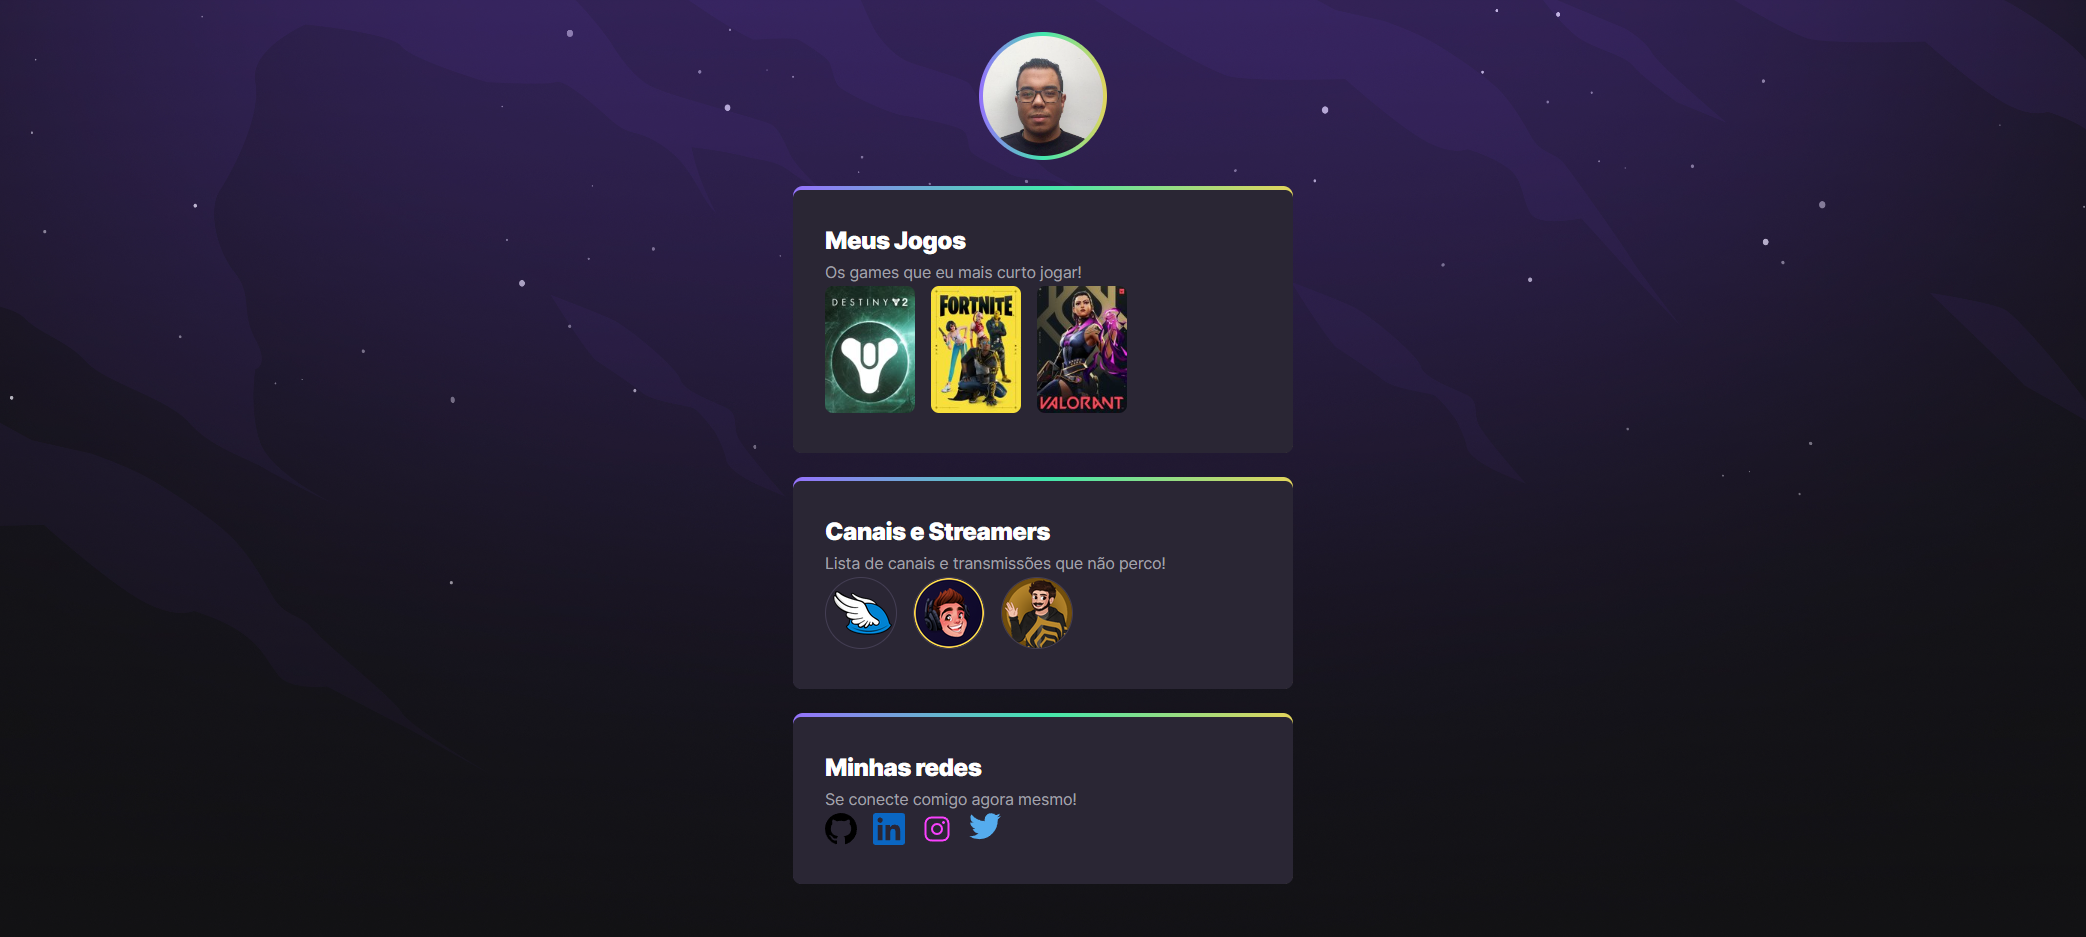 Meus Jogos
Os games que eu mais curto jogar!
DESTINY 2
FORTNITE
VALORANT
Canais e Streamers
Lista de canais e transmissões que não perco!
Minhas redes
Se conecte comigo agora mesmo!
in